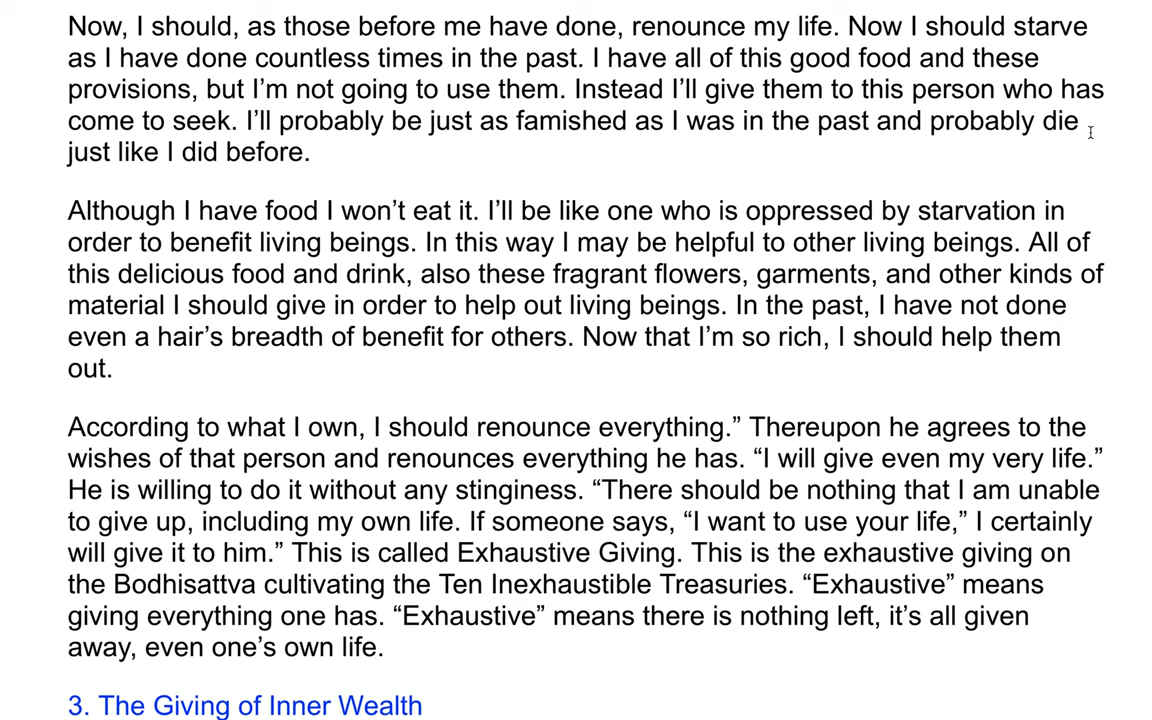 Now, I should, as those before me have done, renounce my life. Now I should starve
as I have done countless times in the past. I have all of this good food and these
provisions, but I’m not going to use them. Instead I’ll give them to this person who has
come to seek. I’ll probably be just as famished as I was in the past and probably die
just like I did before.
Although I have food I won’t eat it. I’ll be like one who is oppressed by starvation in
order to benefit living beings. In this way I may be helpful to other living beings. All of
this delicious food and drink, also these fragrant flowers, garments, and other kinds of
material I should give in order to help out living beings. In the past, I have not done
even a hair’s breadth of benefit for others. Now that I’m so rich, I should help them
out.
According to what I own, I should renounce everything.” Thereupon he agrees to the
wishes of that person and renounces everything he has. “I will give even my very life.”
He is willing to do it without any stinginess. “There should be nothing that I am unable
to give up, including my own life. If someone says, “I want to use your life,” I certainly
will give it to him.” This is called Exhaustive Giving. This is the exhaustive giving on
the Bodhisattva cultivating the Ten Inexhaustible Treasuries. “Exhaustive” means
giving everything one has. “Exhaustive” means there is nothing left, it’s all given
away, even one’s own life.
3. The Giving of Inner Wealth